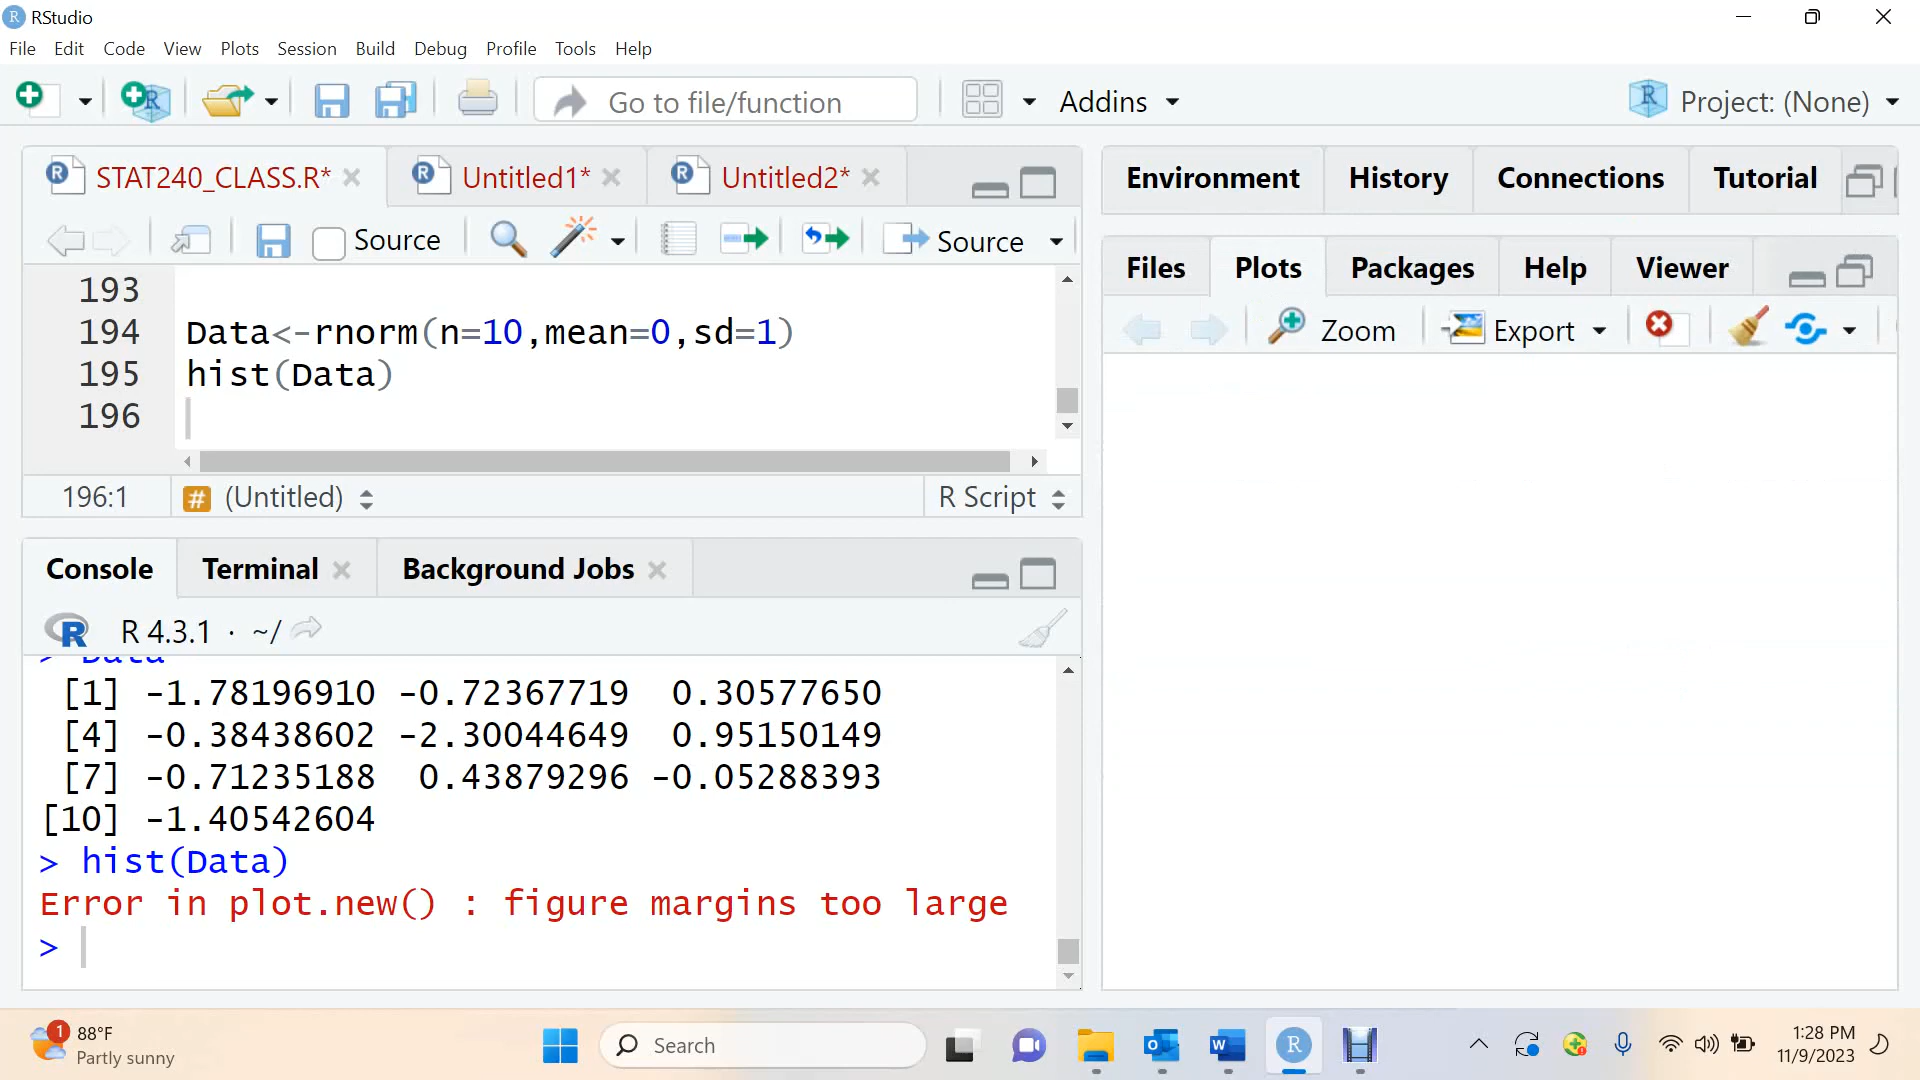 RStudio
File Edit Code View Plots Session Build Debug Profile Tools Help
Go to file/function Addins Project: (None)
STAT240_CLASS.R* Untitled1* Untitled2*
Source Source
193
194 Data<-rnorm(n=10,mean=0,sd=1)
195 hist(Data)
196
196:1 # (Untitled) R Script
Console Terminal Background Jobs
R 4.3.1 · ~/
> Data
[1] -1.78196910 -0.72367719 0.30577650
[4] -0.38438602 -2.30044649 0.95150149
[7] -0.71235188 0.43879296 -0.05288393
[10] -1.40542604
> hist(Data)
Error in plot.new() : figure margins too large
>
Environment History Connections Tutorial
Files Plots Packages Help Viewer
Zoom Export
1 88°F
Partly sunny
Search
1:28 PM
11/9/2023